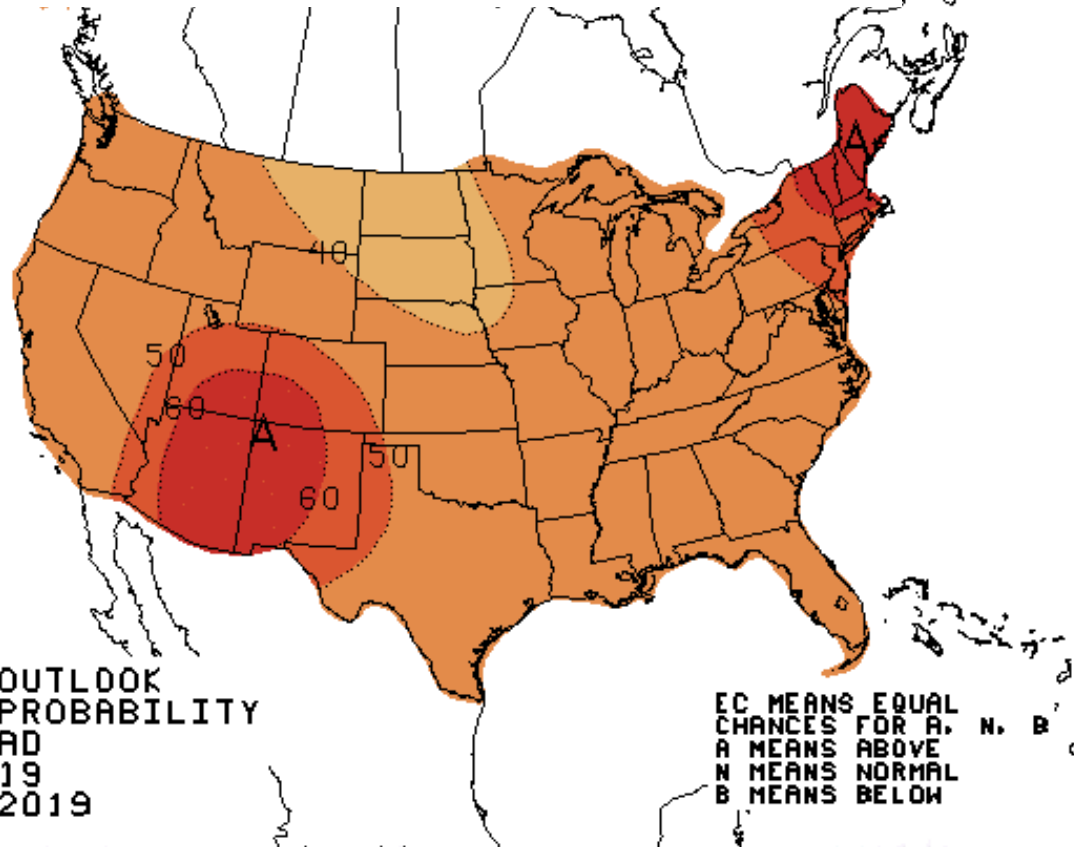 A
40
50
60
A
50
60
OUTLOOK
PROBABILITY
AD
19
2019
EC MEANS EQUAL
CHANCES FOR A. N. B
A MEANS ABOVE
N MEANS NORMAL
B MEANS BELOW